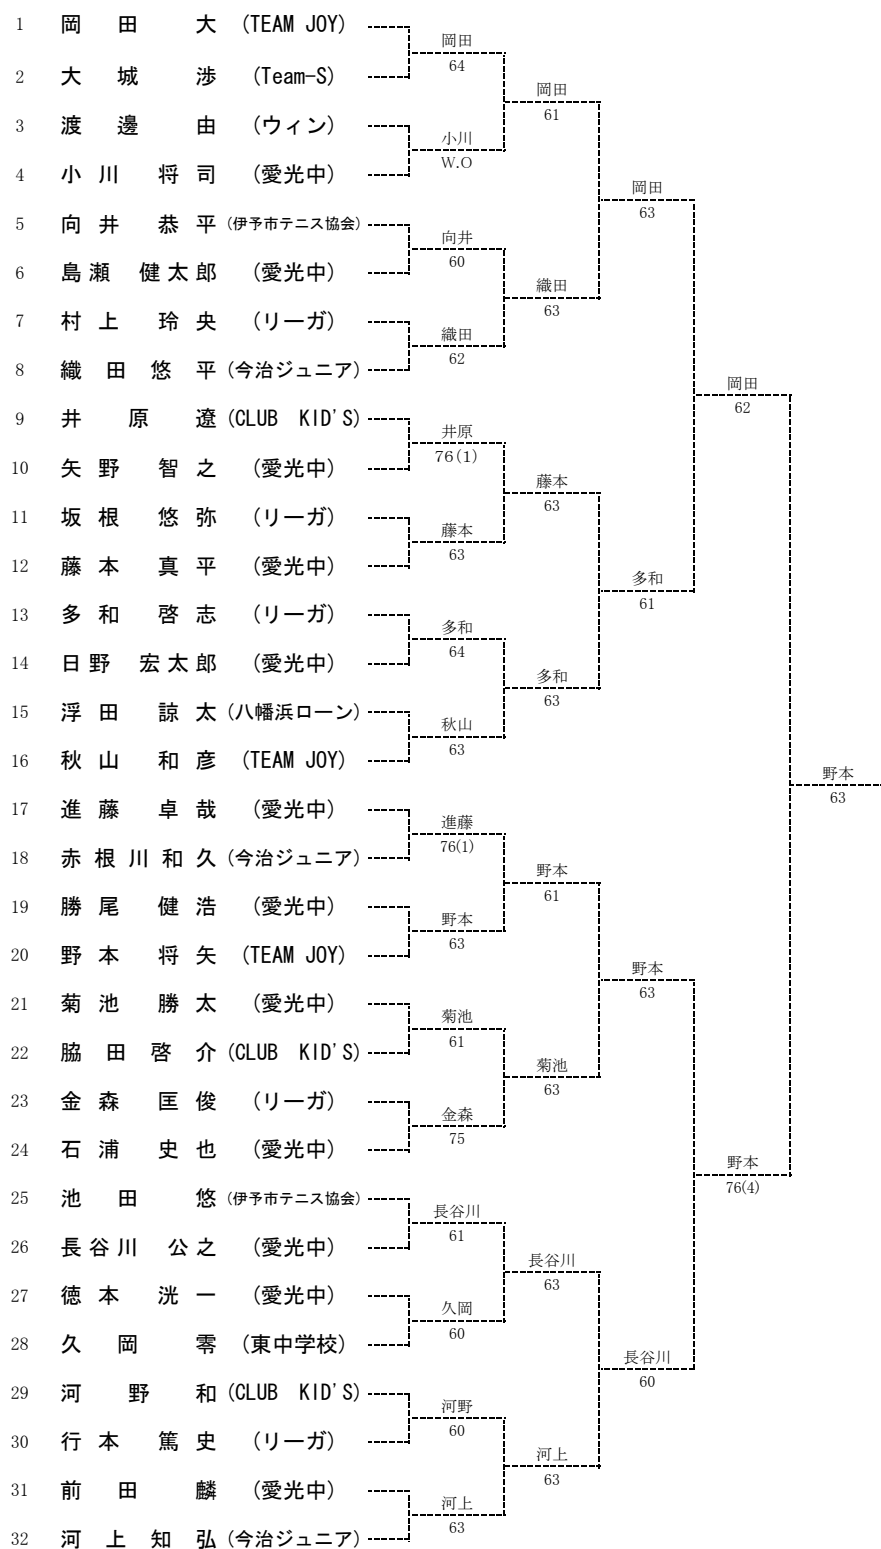 1 岡田 大 (TEAM JOY)
2 大城 渉 (Team-S)
3 渡邊 由 (ウィン)
4 小川 将司 (愛光中)
5 向井 恭平 (伊予市テニス協会)
6 島瀬 健太郎 (愛光中)
7 村上 玲央 (リーガ)
8 織田 悠平 (今治ジュニア)
9 井原 遼 (CLUB KID'S)
10 矢野 智之 (愛光中)
11 坂根 悠弥 (リーガ)
12 藤本 真平 (愛光中)
13 多和 啓志 (リーガ)
14 日野 宏太郎 (愛光中)
15 浮田 諒太 (八幡浜ローン)
16 秋山 和彦 (TEAM JOY)
17 進藤 卓哉 (愛光中)
18 赤根川和久 (今治ジュニア)
19 勝尾 健浩 (愛光中)
20 野本 将矢 (TEAM JOY)
21 菊池 勝太 (愛光中)
22 脇田 啓介 (CLUB KID'S)
23 金森 匡俊 (リーガ)
24 石浦 史也 (愛光中)
25 池田 悠 (伊予市テニス協会)
26 長谷川 公之 (愛光中)
27 徳本 洸一 (愛光中)
28 久岡 零 (東中学校)
29 河野 和 (CLUB KID'S)
30 行本 篤史 (リーガ)
31 前田 麟 (愛光中)
32 河上 知弘 (今治ジュニア)
岡田
64
小川
W.O
向井
60
織田
62
井原
76(1)
藤本
63
多和
64
秋山
63
進藤
76(1)
野本
63
菊池
61
金森
75
長谷川
61
久岡
60
河野
60
河上
63
岡田
61
織田
63
藤本
63
多和
63
野本
61
菊池
63
長谷川
63
河上
63
岡田
63
多和
61
野本
63
長谷川
60
岡田
62
野本
76(4)
野本
63